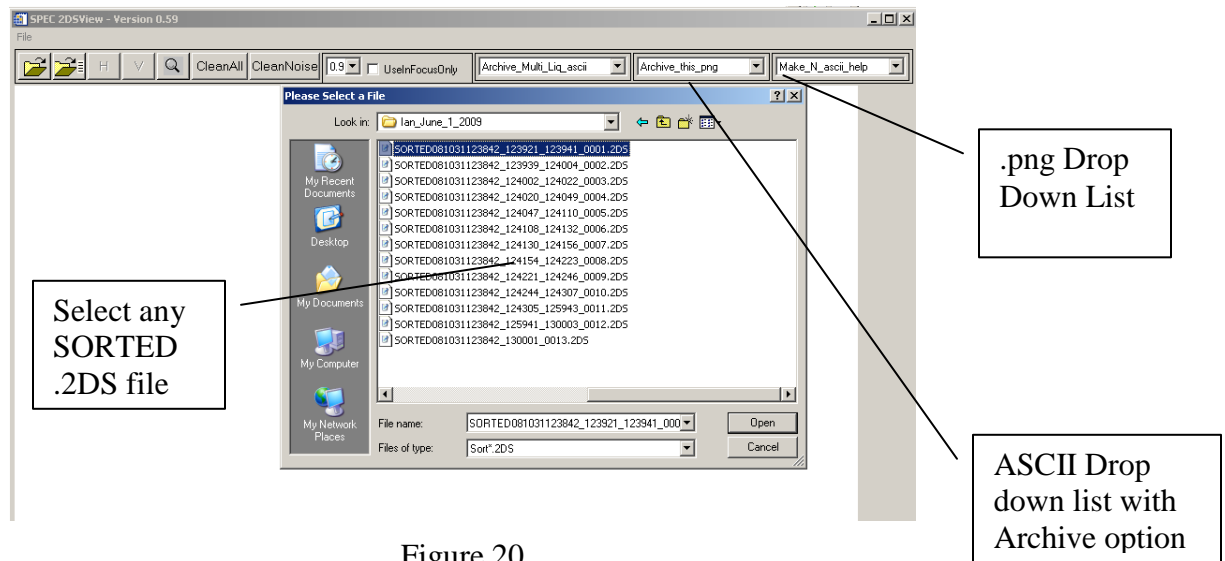 SPEC 2DSView - Version 0.59
File
H V CleanAll CleanNoise 0.9 UseInFocusOnly Archive_Multi_Liq_ascii Archive_this_png Make_N_ascii_help
Please Select a File
Look in: Ian_June_1_2009
SORTED081031123842_123921_123941_0001.2DS
SORTED081031123842_123939_124004_0002.2DS
SORTED081031123842_124002_124022_0003.2DS
SORTED081031123842_124020_124049_0004.2DS
SORTED081031123842_124047_124110_0005.2DS
SORTED081031123842_124108_124132_0006.2DS
SORTED081031123842_124130_124156_0007.2DS
SORTED081031123842_124154_124223_0008.2DS
SORTED081031123842_124221_124246_0009.2DS
SORTED081031123842_124244_124307_0010.2DS
SORTED081031123842_124305_125943_0011.2DS
SORTED081031123842_125941_130003_0012.2DS
SORTED081031123842_130001_0013.2DS
My Recent
Documents
Desktop
My Documents
My Computer
My Network
Places
File name: SORTED081031123842_123921_123941_000 Open
Files of type: Sort*.2DS Cancel
.png Drop
Down List
Select any
SORTED
.2DS file
ASCII Drop
down list with
Archive option
Figure 20